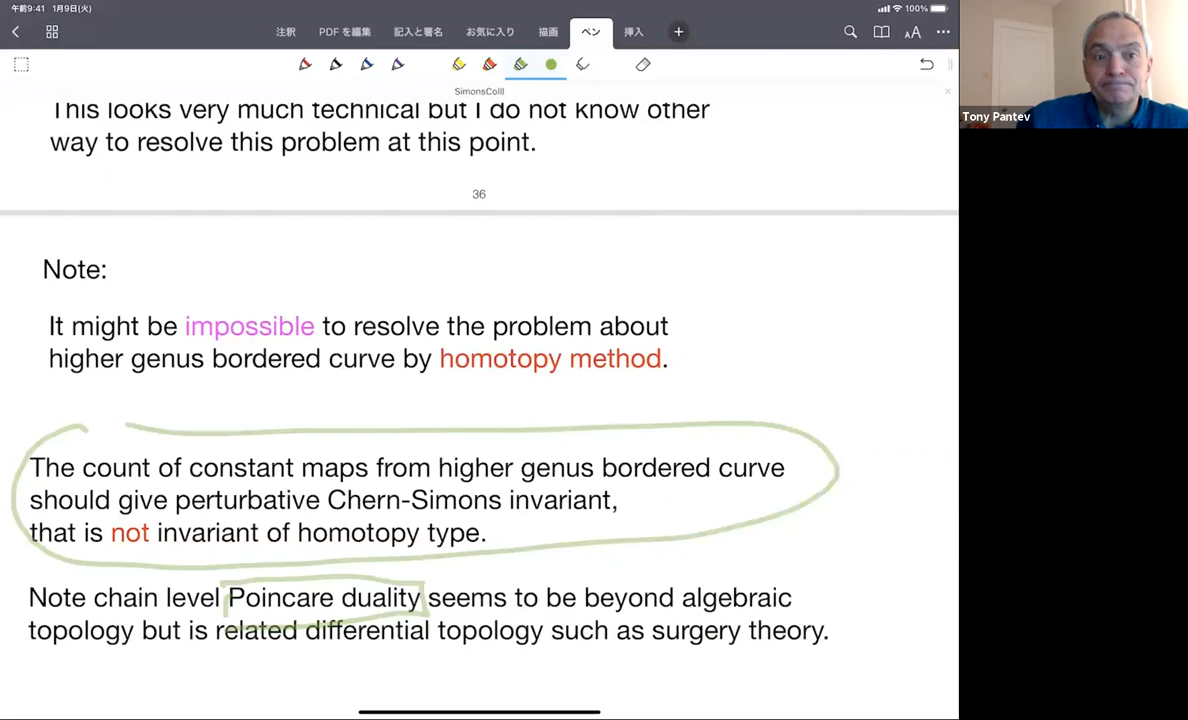 午前9:41 1月9日(火)
100%
注釈 PDF を編集 記入と署名 お気に入り 描画 ペン 挿入
AA
SimonsColll
Tony Pantev
This looks very much technical but I do not know other
way to resolve this problem at this point.
36
Note:
It might be impossible to resolve the problem about
higher genus bordered curve by homotopy method.
The count of constant maps from higher genus bordered curve
should give perturbative Chern-Simons invariant,
that is not invariant of homotopy type.
Note chain level Poincare duality seems to be beyond algebraic
topology but is related differential topology such as surgery theory.